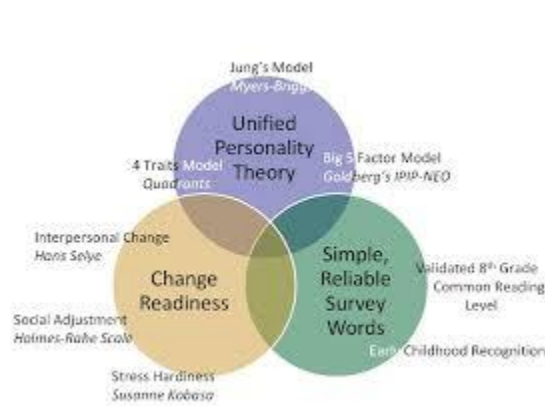 Jung's Model
Myers-Briggs
Unified
Personality
Theory
4 Traits Model
Quadrants
Big 5 Factor Model
Goldberg's IPIP-NEO
Interpersonal Change
Hans Selye
Change
Readiness
Simple,
Reliable
Survey
Words
Validated 8th Grade
Common Reading
Level
Social Adjustment
Holmes-Rahe Scale
Early Childhood Recognition
Stress Hardiness
Susanne Kobasa